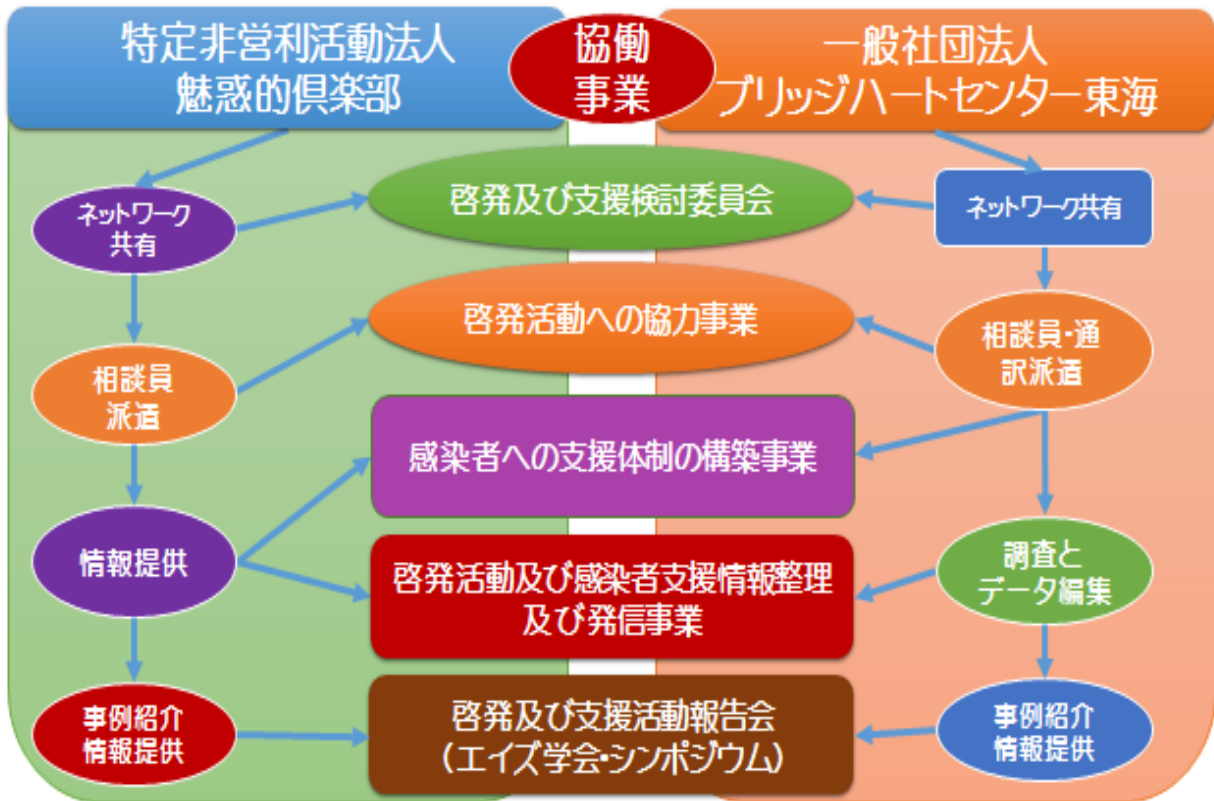 特定非営利活動法人
魅惑的倶楽部
協働
事業
一般社団法人
ブリッジハートセンター東海
ネットワーク
共有
啓発及び支援検討委員会
ネットワーク共有
啓発活動への協力事業
相談員
派遣
相談員・通
訳派遣
感染者への支援体制の構築事業
情報提供
啓発活動及び感染者支援情報整理
及び発信事業
調査と
データ編集
事例紹介
情報提供
啓発及び支援活動報告会
(エイズ学会・シンポジウム)
事例紹介
情報提供